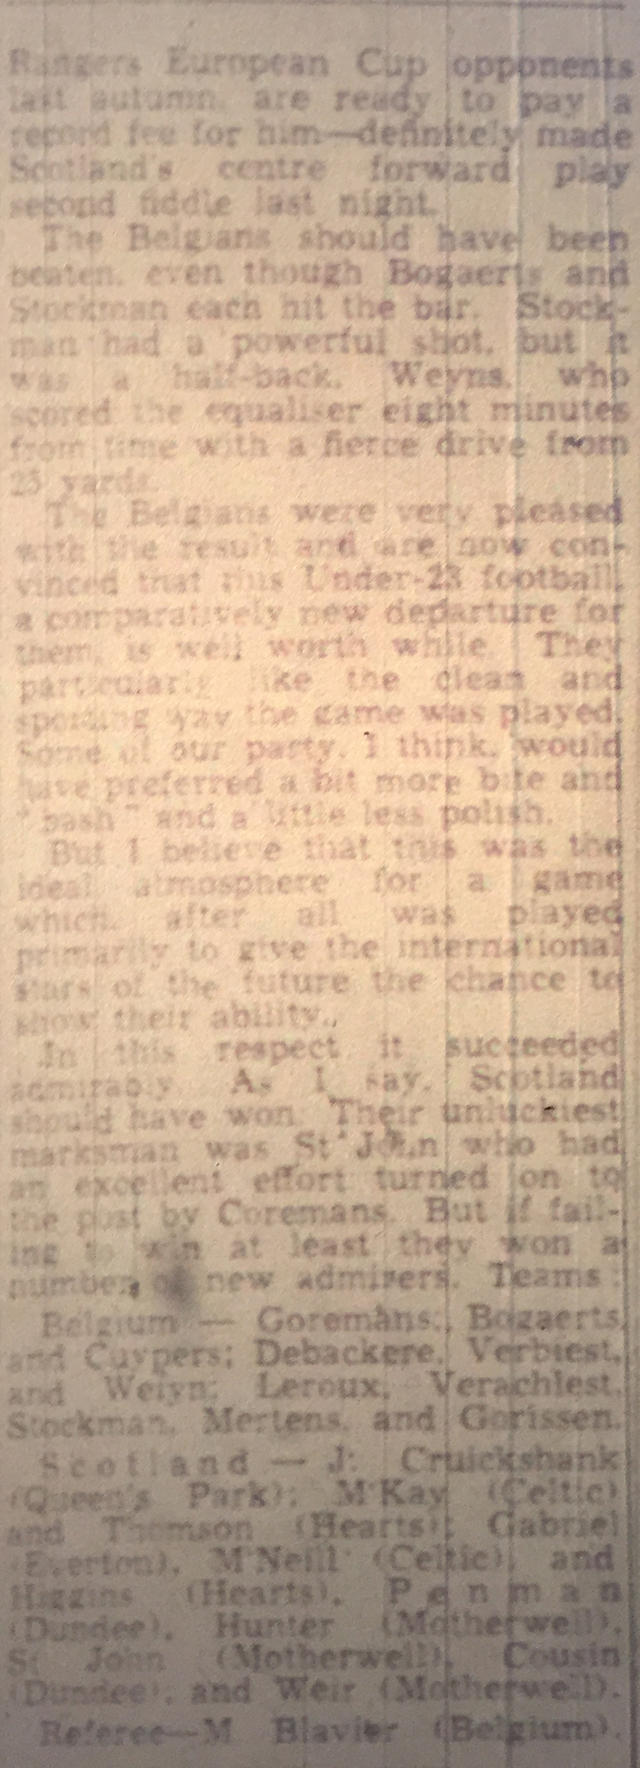 Rangers European Cup opponents
last autumn, are ready to pay a
record fee for him—definitely made
Scotland's centre forward play
second fiddle last night.
The Belgians should have been
beaten, even though Bogaerts and
Stockman each hit the bar. Stock-
man had a powerful shot, but it
was a half-back, Weyns, who
scored the equaliser eight minutes
from time with a fierce drive from
25 yards.
The Belgians were very pleased
with the result and are now con-
vinced that this Under-23 football,
a comparatively new departure for
them, is well worth while. They
particularly like the clean and
sporting way the game was played.
Some of our party, I think, would
have preferred a bit more bite and
"bash" and a little less polish.
But I believe that this was the
ideal atmosphere for a game
which, after all was played
primarily to give the international
stars of the future the chance to
show their ability.
In this respect it succeeded
admirably. As I say, Scotland
should have won. Their unluckiest
marksman was St John who had
an excellent effort turned on to
the post by Coremans. But if fail-
ing to win at least they won a
number of new admirers. Teams:
Belgium — Goremans; Bogaerts
and Cuypers; Debackere, Verbiest,
and Weiyn; Leroux, Verachlest,
Stockman, Mertens, and Gorissen.
Scotland — J. Cruickshank
(Queen's Park); M'Kay (Celtic)
and Thomson (Hearts); Gabriel
(Everton), M'Neill (Celtic), and
Higgins (Hearts), Penman
(Dundee), Hunter (Motherwell),
St John (Motherwell), Cousin
(Dundee), and Weir (Motherwell).
Referee—M Blavier (Belgium).